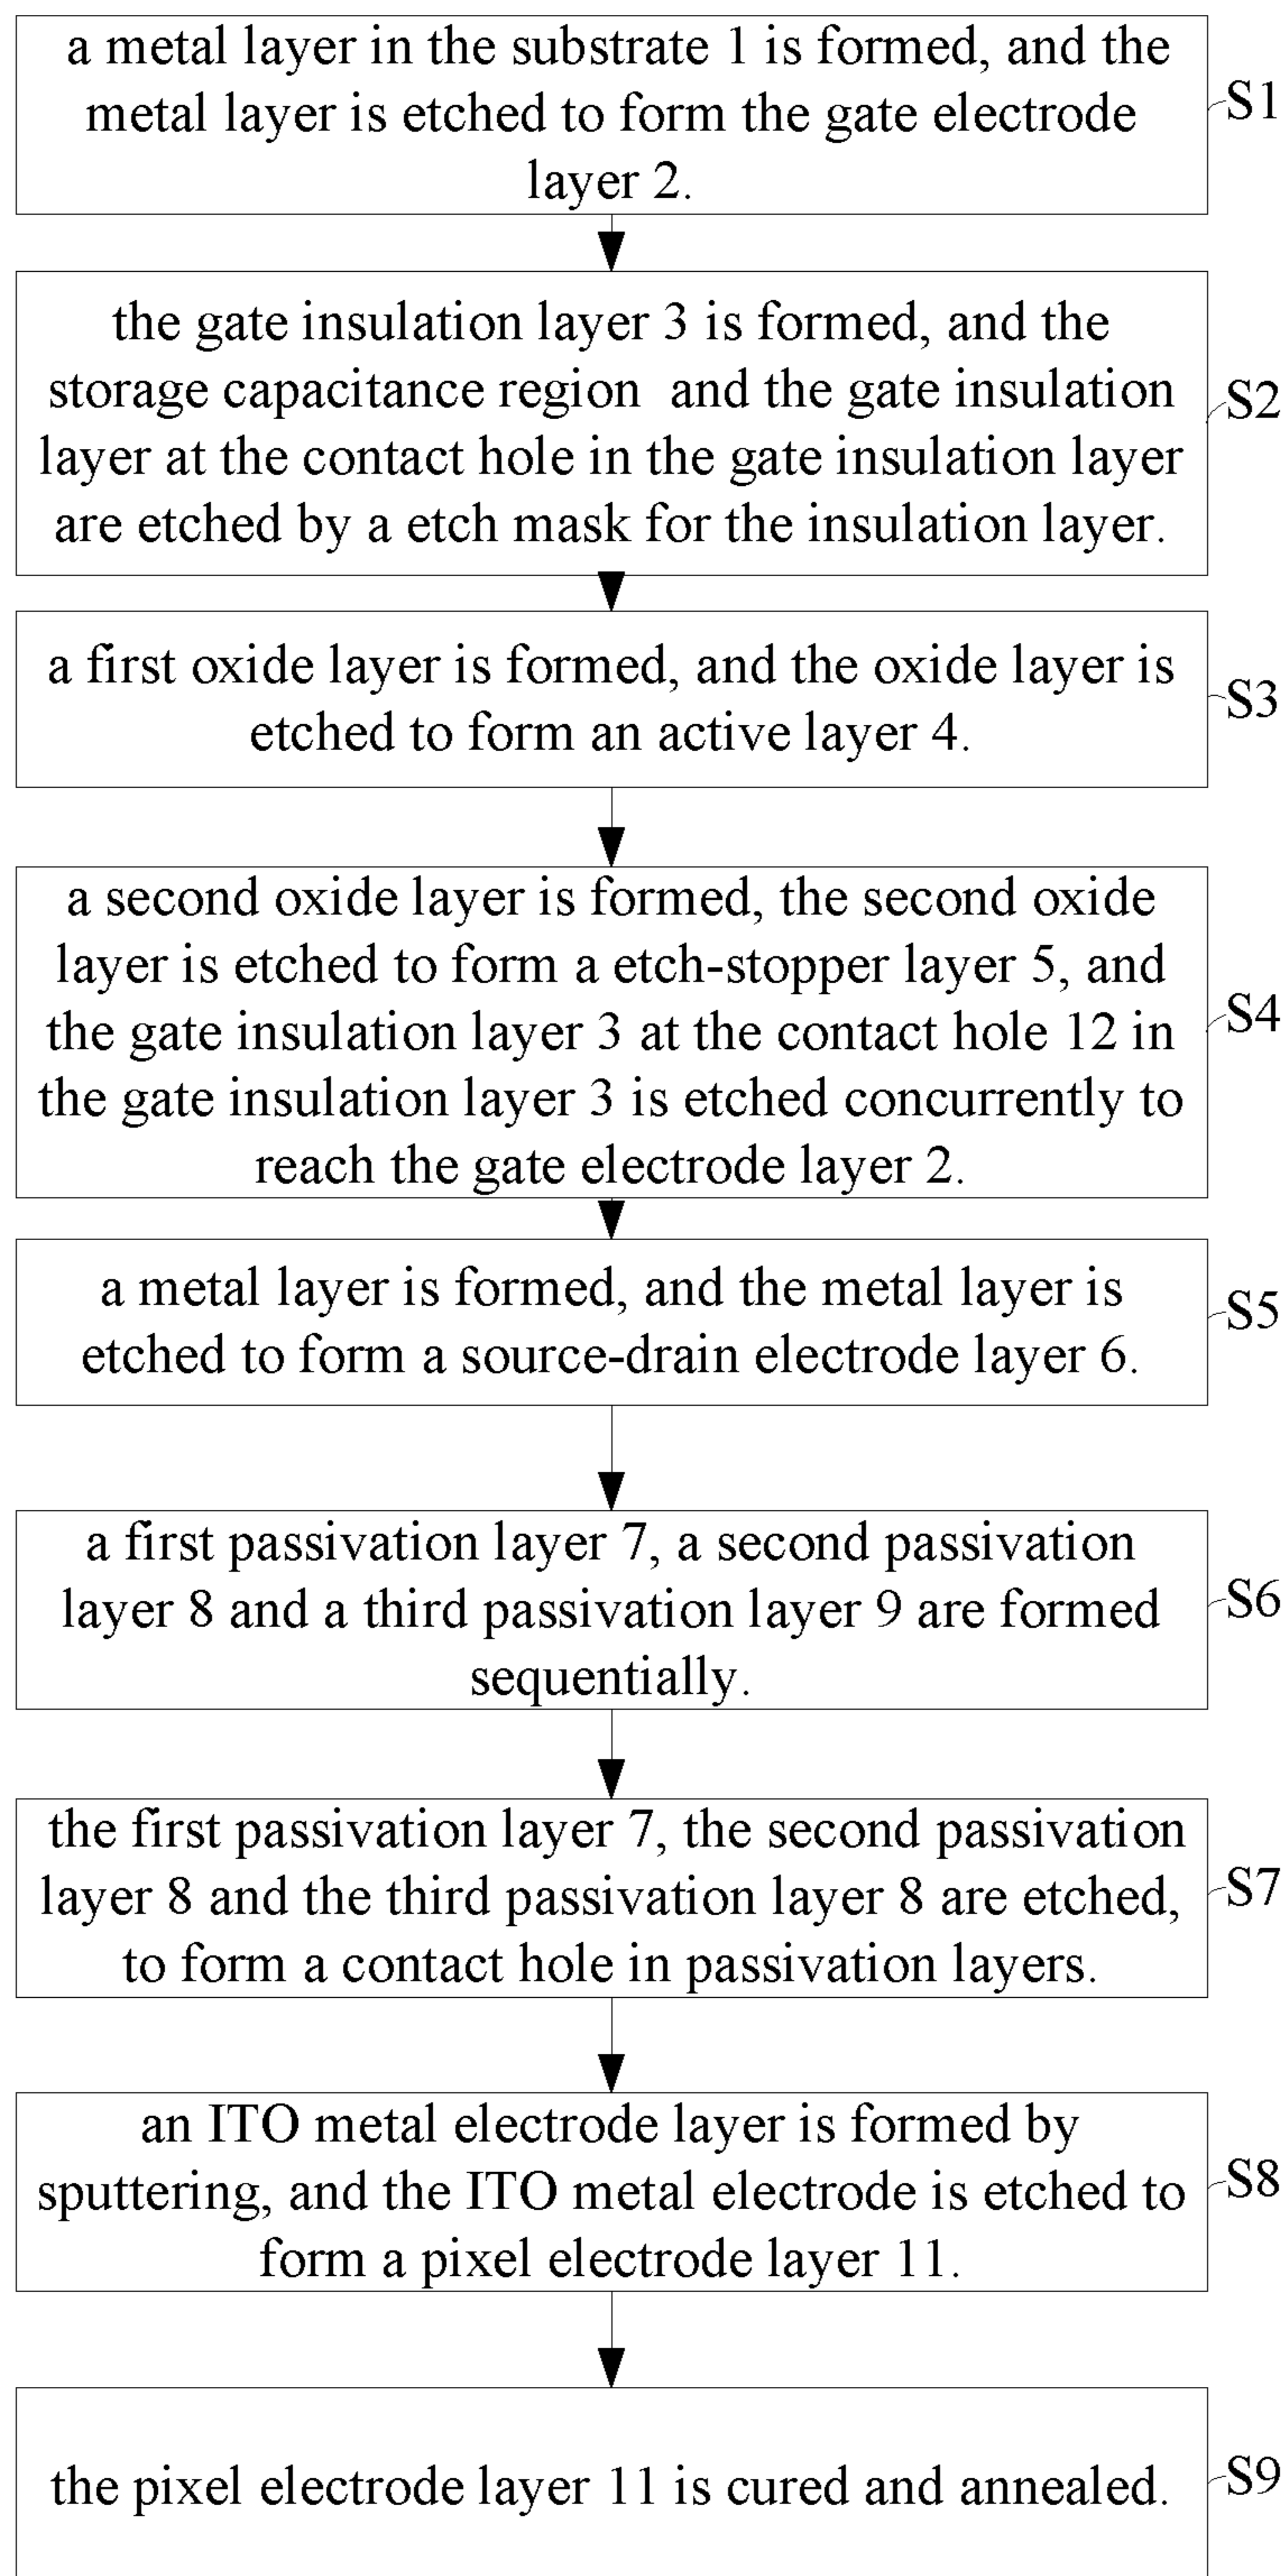 a metal layer in the substrate 1 is formed, and the
metal layer is etched to form the gate electrode
layer 2.
S1
the gate insulation layer 3 is formed, and the
storage capacitance region and the gate insulation
layer at the contact hole in the gate insulation layer
are etched by a etch mask for the insulation layer.
S2
a first oxide layer is formed, and the oxide layer is
etched to form an active layer 4.
S3
a second oxide layer is formed, the second oxide
layer is etched to form a etch-stopper layer 5, and
the gate insulation layer 3 at the contact hole 12 in
the gate insulation layer 3 is etched concurrently to
reach the gate electrode layer 2.
S4
a metal layer is formed, and the metal layer is
etched to form a source-drain electrode layer 6.
S5
a first passivation layer 7, a second passivation
layer 8 and a third passivation layer 9 are formed
sequentially.
S6
the first passivation layer 7, the second passivation
layer 8 and the third passivation layer 8 are etched,
to form a contact hole in passivation layers.
S7
an ITO metal electrode layer is formed by
sputtering, and the ITO metal electrode is etched to
form a pixel electrode layer 11.
S8
the pixel electrode layer 11 is cured and annealed.
S9